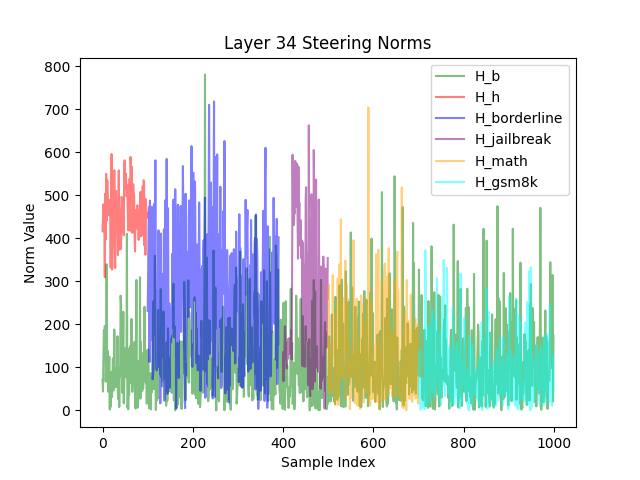 Layer 34 Steering Norms
H_b
H_h
H_borderline
H_jailbreak
H_math
H_gsm8k
Norm Value
800
700
600
500
400
300
200
100
0
0 200 400 600 800 1000
Sample Index